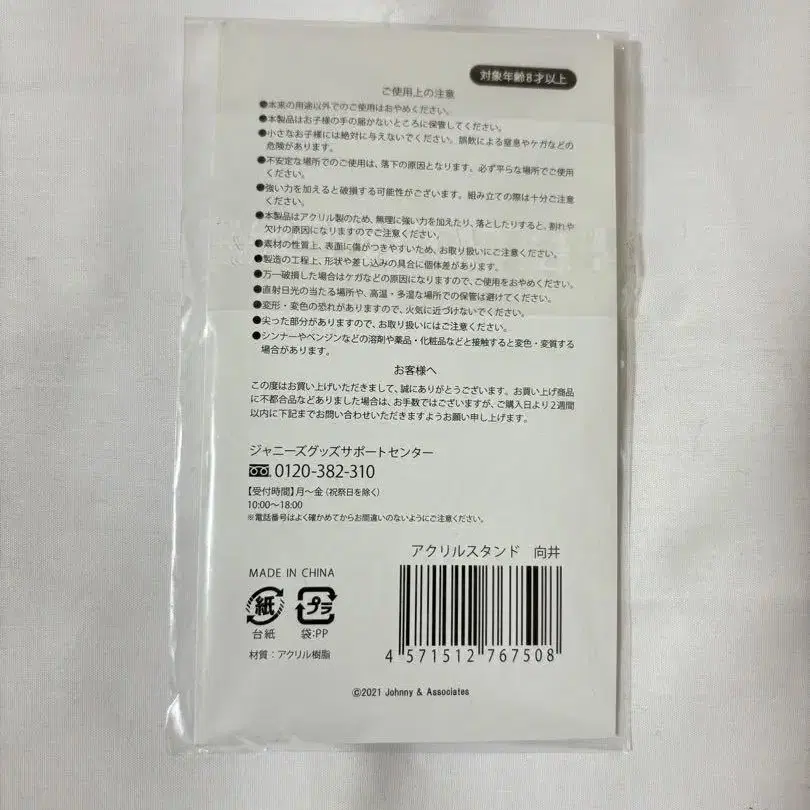 対象年齢8才以上
ご使用上の注意
●本来の用途以外でのご使用はおやめください。
●本製品はお子様の手の届かないところに保管してください。
●小さなお子様には絶対に与えないでください。誤飲による窒息やケガなどの
危険があります。
●不安定な場所でのご使用は、落下の原因となります。必ず平らな場所でご使用
ください。
●強い力を加えると破損する可能性がございます。組み立ての際は十分ご注意
ください。
●本製品はアクリル製のため、無理に強い力を加えたり、落としたりすると、割れや
欠けの原因になりますのでご注意ください。
●素材の性質上、表面に傷がつきやすいため、お取り扱いにご注意ください。
●製造の工程上、形状や差し込みの具合に個体差があります。
●万一破損した場合はケガなどの原因になりますので、ご使用をおやめください。
●直射日光の当たる場所や、高温・多湿な場所での保管は避けてください。
●変形・変色の恐れがありますので、火気に近づけないでください。
●尖った部分がありますので、お取り扱いにはご注意ください。
●シンナーやベンジンなどの溶剤や薬品・化粧品などと接触すると変色・変質する
場合があります。
お客様へ
この度はお買い上げいただきまして、誠にありがとうございます。お買い上げ商品
に不都合品などありました場合は、お手数ではございますが、ご購入日より2週間
以内に下記までお問い合わせいただきますようお願い申し上げます。
ジャニーズグッズサポートセンター
0120-382-310
【受付時間】月〜金（祝祭日を除く）
10:00〜18:00
※電話番号はよく確かめてからお間違いのないようにご注意ください。
アクリルスタンド 向井
MADE IN CHINA
紙 プラ
台紙 袋:PP
材質：アクリル樹脂
4 571512 767508
©2021 Johnny & Associates